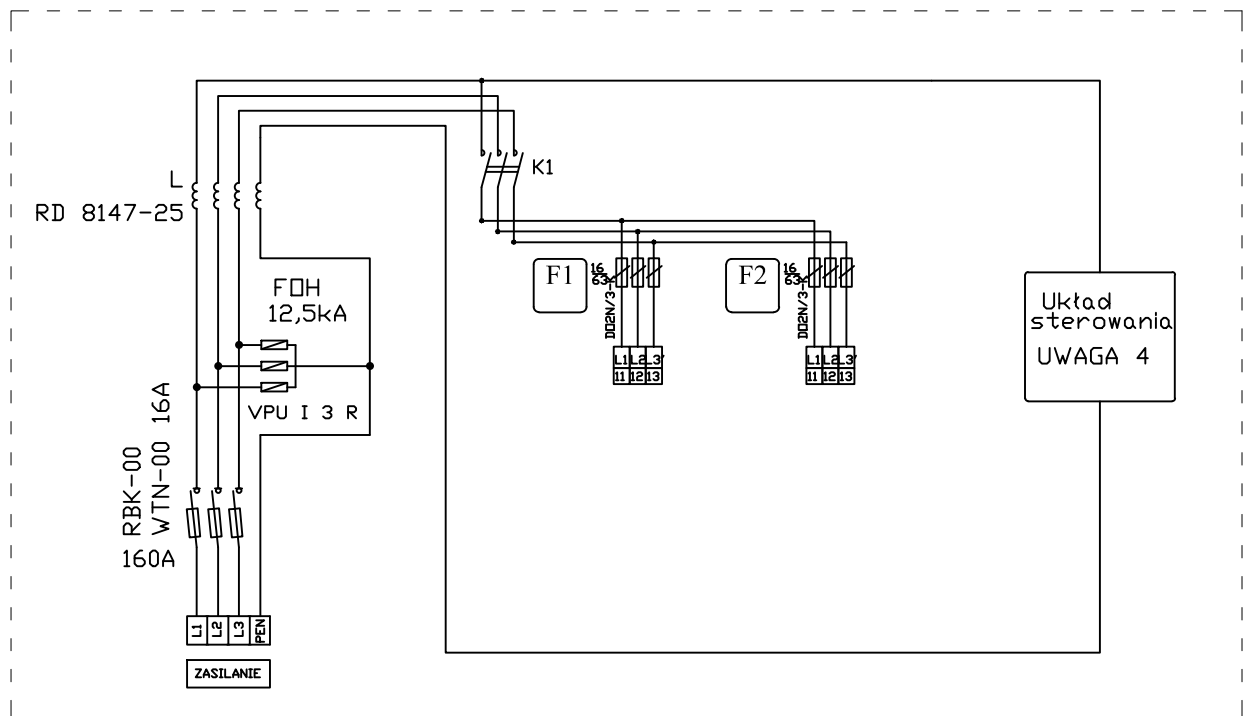 L
RD 8147-25
K1
FOH
12,5kA
VPU I 3 R
RBK-00
WTN-00 16A
160A
L1 L2 L3 PEN
ZASILANIE
F1
16
63
DO2N/3-
L1 L2 L3'
11 12 13
F2
16
63
DO2N/3-
L1 L2 L3'
11 12 13
Układ
sterowania
UWAGA 4